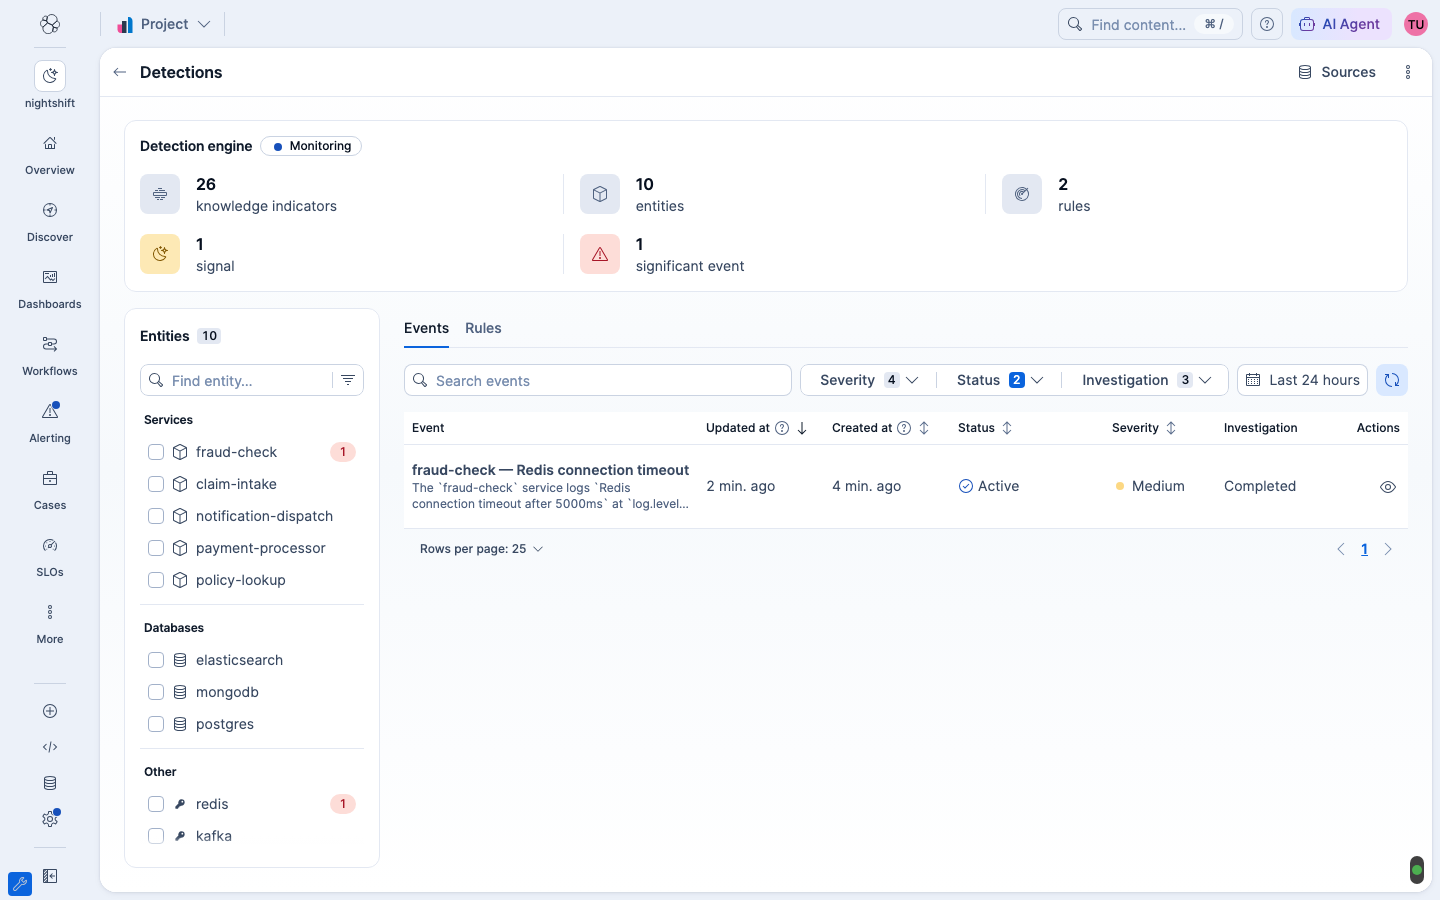 Project
Find content...
⌘ /
AI Agent
TU
nightshift
Overview
Discover
Dashboards
Workflows
Alerting
Cases
SLOs
More
Detections
Sources
Detection engine
Monitoring
26
knowledge indicators
10
entities
2
rules
1
signal
1
significant event
Entities 10
Find entity...
Services
fraud-check 1
claim-intake
notification-dispatch
payment-processor
policy-lookup
Databases
elasticsearch
mongodb
postgres
Other
redis 1
kafka
Events Rules
Search events
Severity 4
Status 2
Investigation 3
Last 24 hours
Event Updated at Created at Status Severity Investigation Actions
fraud-check — Redis connection timeout
The `fraud-check` service logs `Redis
connection timeout after 5000ms` at `log.level...
2 min. ago
4 min. ago
Active
Medium
Completed
Rows per page: 25
1